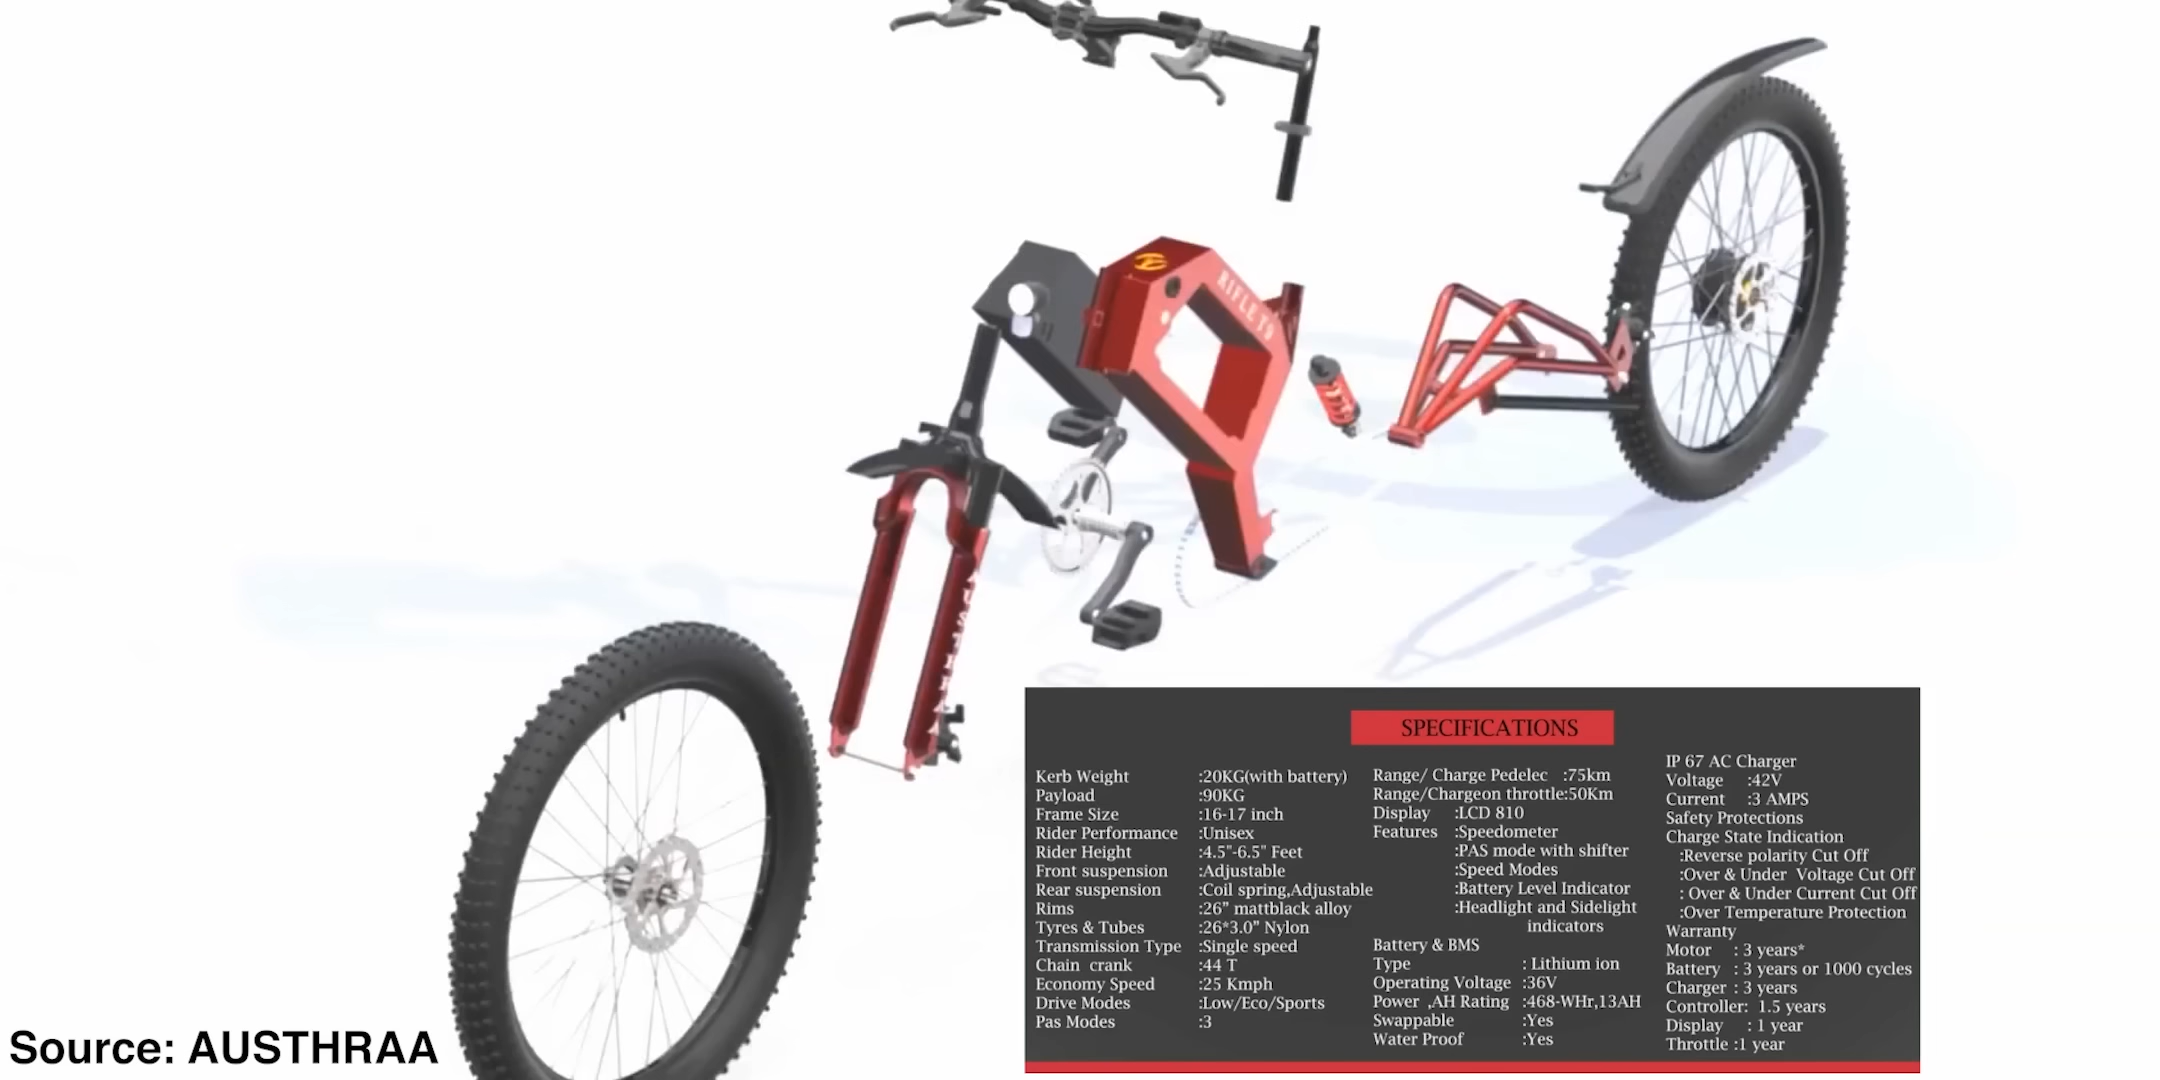 RIFLE T9
AUSTHRAA
SPECIFICATIONS
Kerb Weight :20KG(with battery)
Payload :90KG
Frame Size :16-17 inch
Rider Performance :Unisex
Rider Height :4.5"-6.5" Feet
Front suspension :Adjustable
Rear suspension :Coil spring,Adjustable
Rims :26” mattblack alloy
Tyres & Tubes :26*3.0” Nylon
Transmission Type :Single speed
Chain crank :44 T
Economy Speed :25 Kmph
Drive Modes :Low/Eco/Sports
Pas Modes :3
Range/ Charge Pedelec :75km
Range/Chargeon throttle:50Km
Display :LCD 810
Features :Speedometer
:PAS mode with shifter
:Speed Modes
:Battery Level Indicator
:Headlight and Sidelight
indicators
Battery & BMS
Type : Lithium ion
Operating Voltage :36V
Power ,AH Rating :468-WHr,13AH
Swappable :Yes
Water Proof :Yes
IP 67 AC Charger
Voltage :42V
Current :3 AMPS
Safety Protections
Charge State Indication
:Reverse polarity Cut Off
:Over & Under Voltage Cut Off
: Over & Under Current Cut Off
:Over Temperature Protection
Warranty
Motor : 3 years*
Battery : 3 years or 1000 cycles
Charger : 3 years
Controller: 1.5 years
Display : 1 year
Throttle :1 year
Source: AUSTHRAA